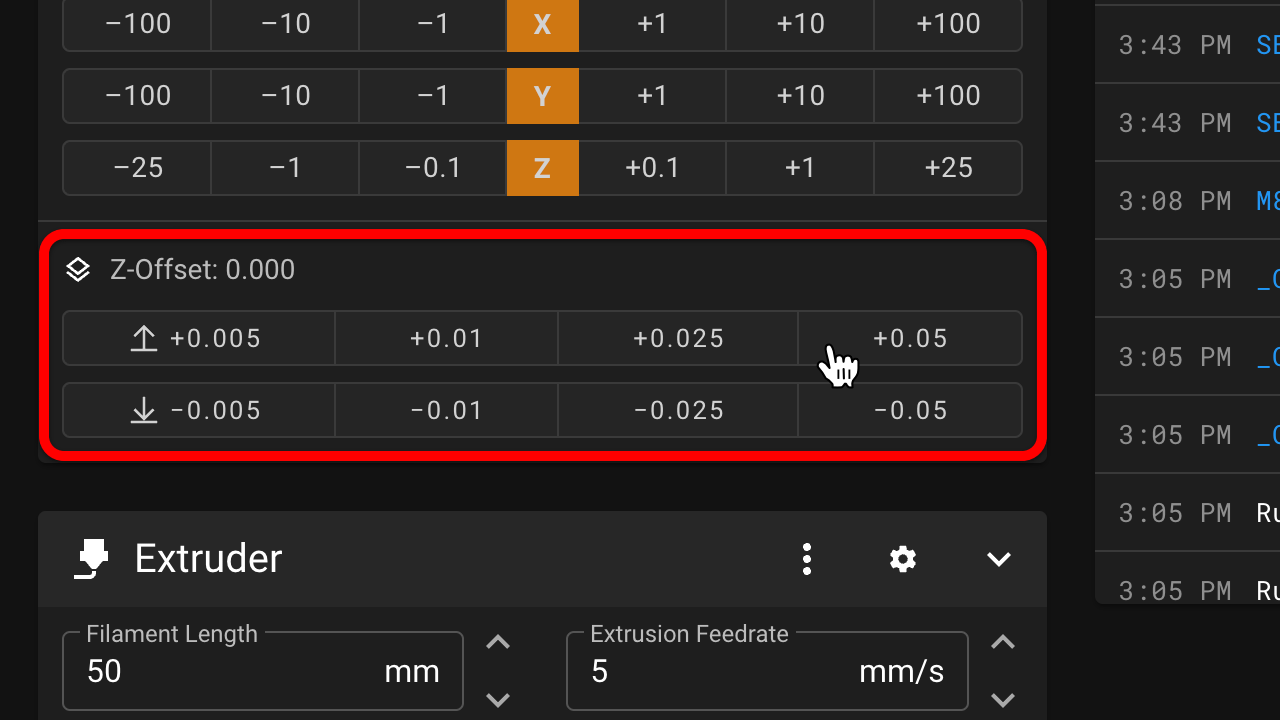 −100 −10 −1 X +1 +10 +100
−100 −10 −1 Y +1 +10 +100
−25 −1 −0.1 Z +0.1 +1 +25
Z-Offset: 0.000
+0.005 +0.01 +0.025 +0.05
−0.005 −0.01 −0.025 −0.05
Extruder
Filament Length
50 mm
Extrusion Feedrate
5 mm/s
3:43 PM SE
3:43 PM SE
3:08 PM M8
3:05 PM
3:05 PM
3:05 PM
3:05 PM Ru
3:05 PM Ru